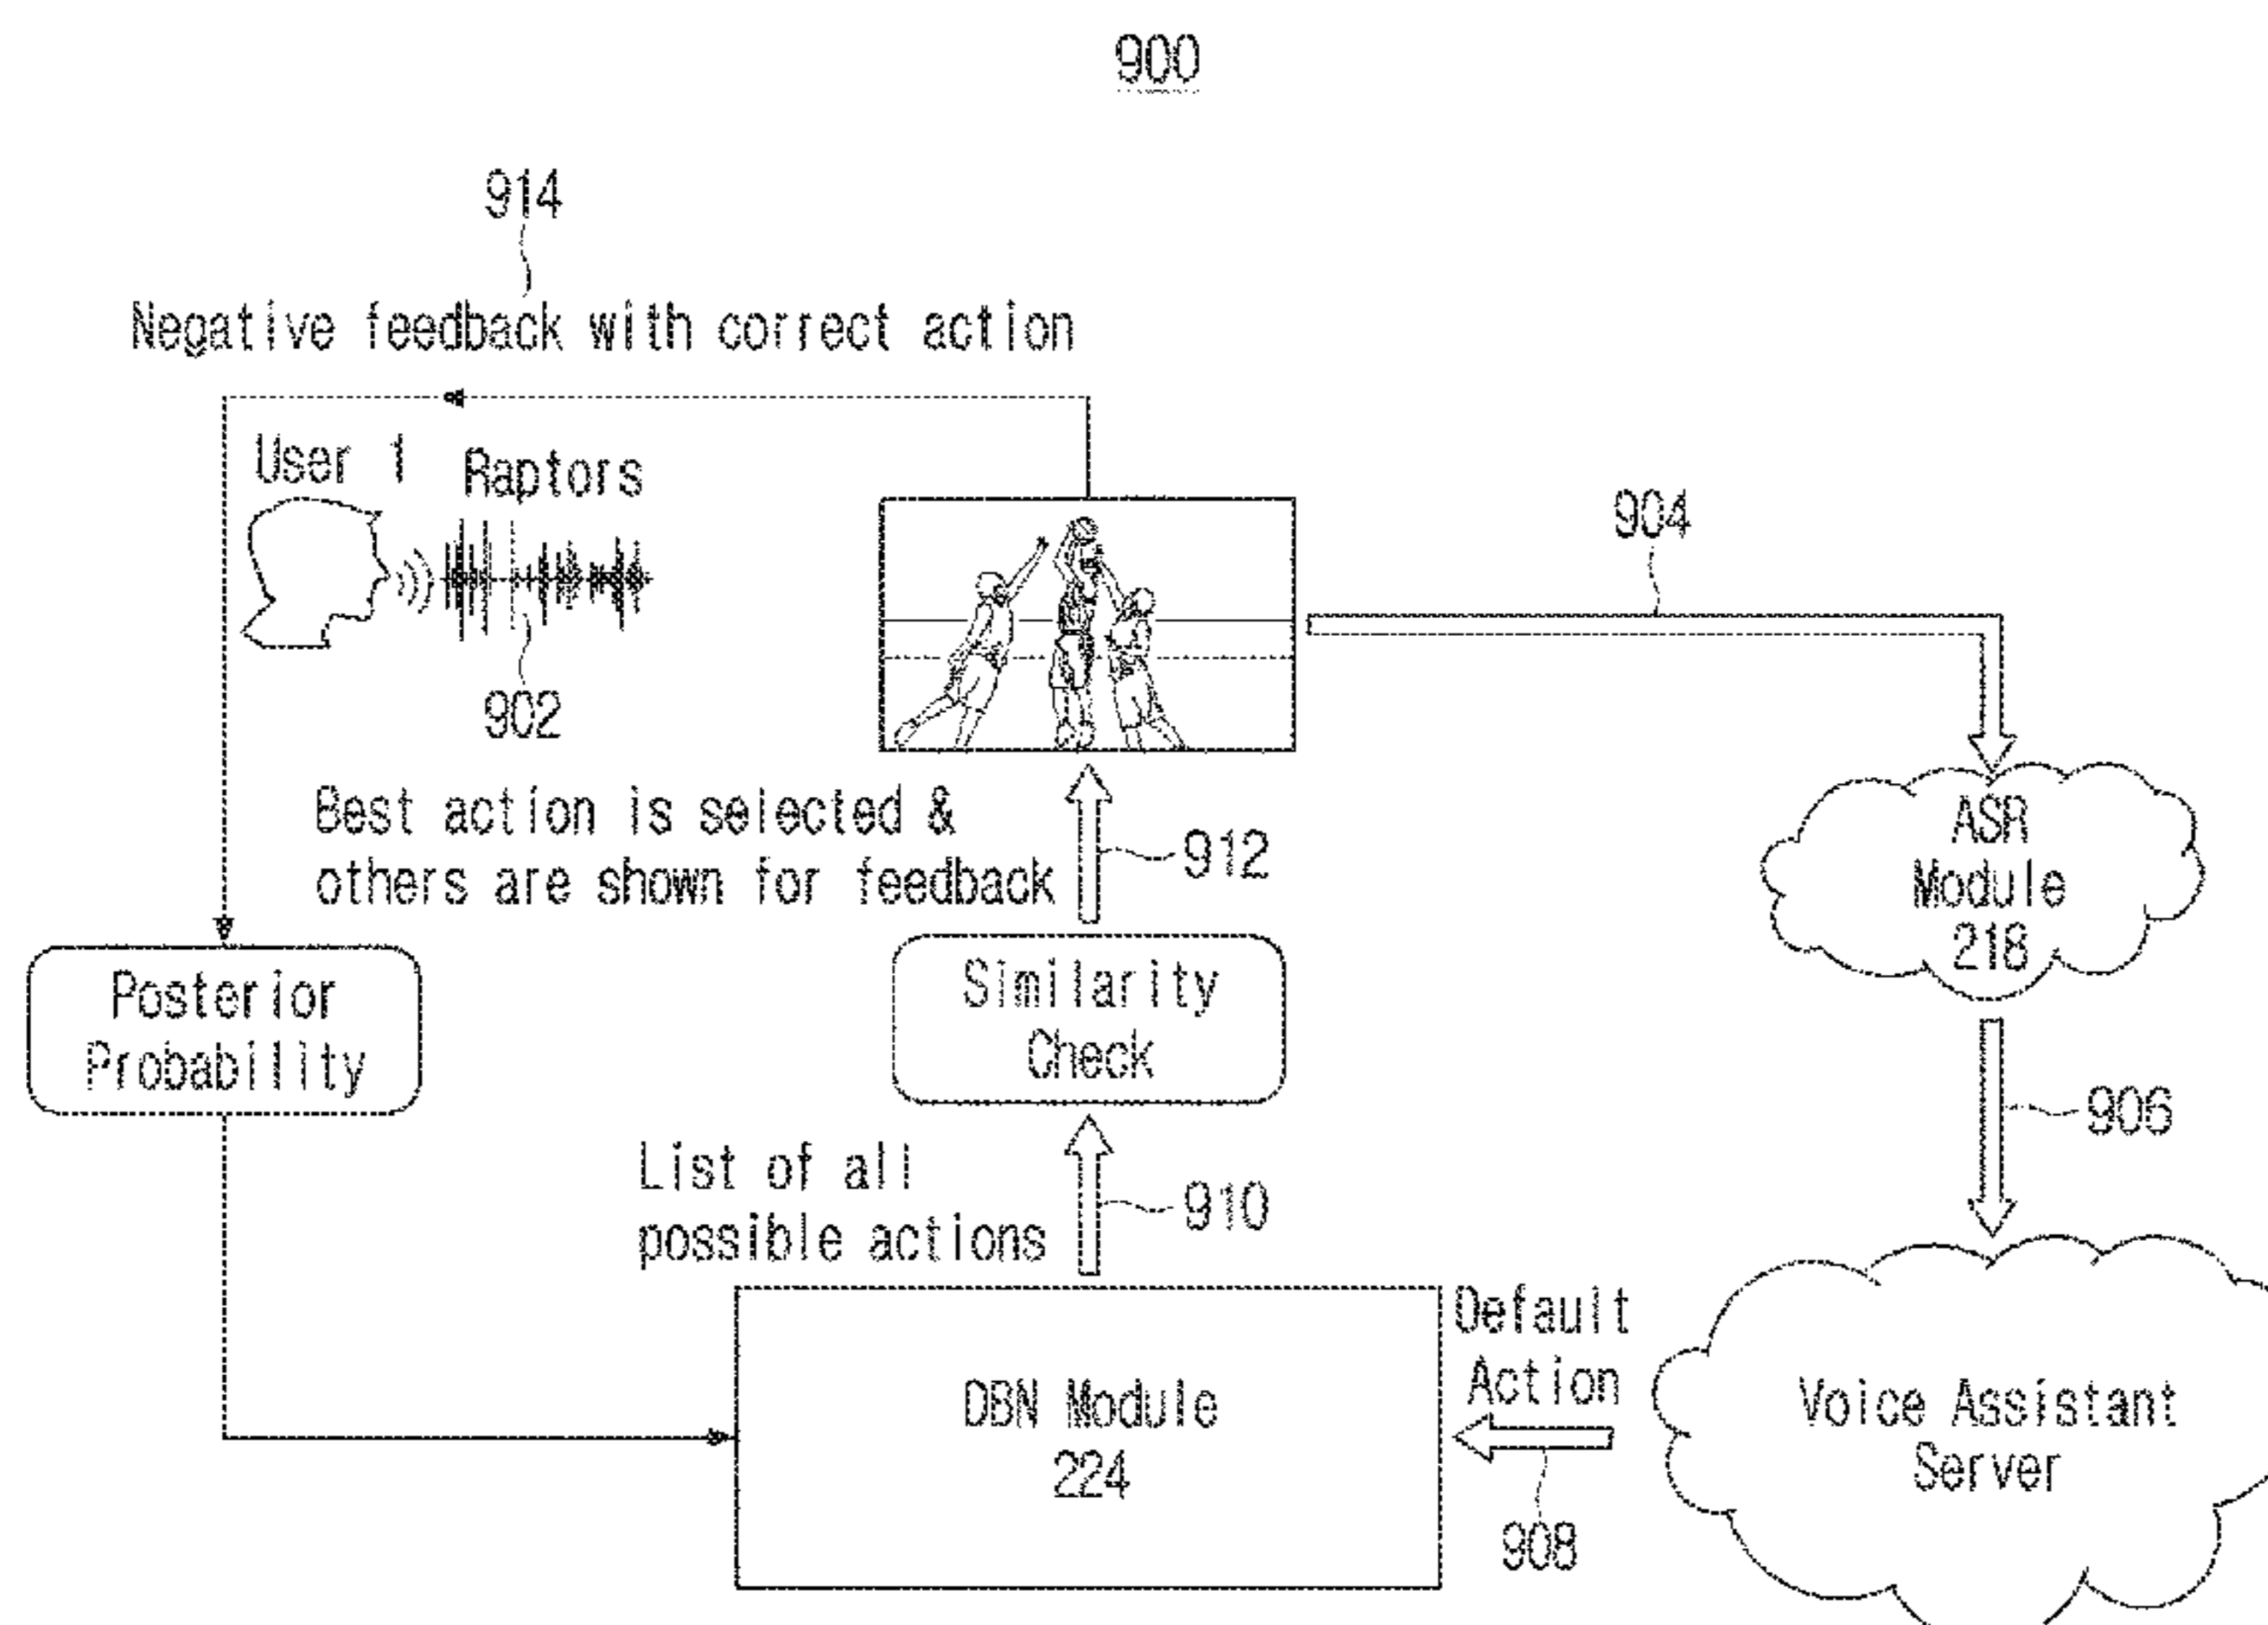 900
914
Negative feedback with correct action
User 1 Raptors
904
902
Best action is selected &
others are shown for feedback
912
ASR
Module
218
Posterior
Probability
Similarity
Check
906
List of all
possible actions
910
Default
Action
DBN Module
224
Voice Assistant
Server
908